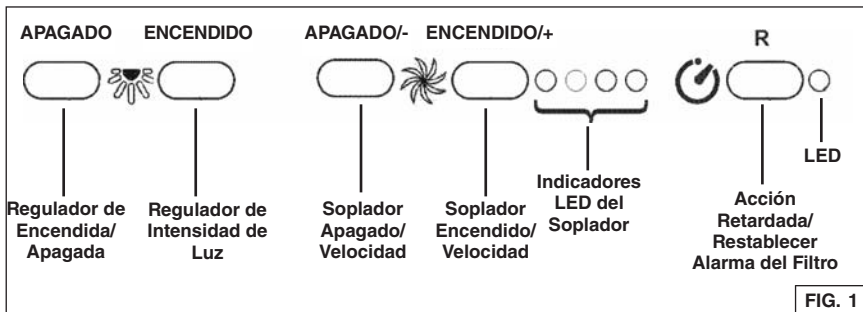 APAGADO ENCENDIDO APAGADO/- ENCENDIDO/+
R
LED
Regulador de
Encendida/
Apagada
Regulador de
Intensidad de
Luz
Soplador
Apagado/
Velocidad
Soplador
Encendido/
Velocidad
Indicadores
LED del
Soplador
Acción
Retardada/
Restablecer
Alarma del Filtro
FIG. 1